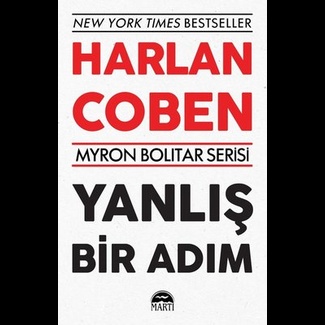 NEW YORK TIMES BESTSELLER
HARLAN
COBEN
MYRON BOLITAR SERİSİ
YANLIŞ
BİR ADIM
MARTI